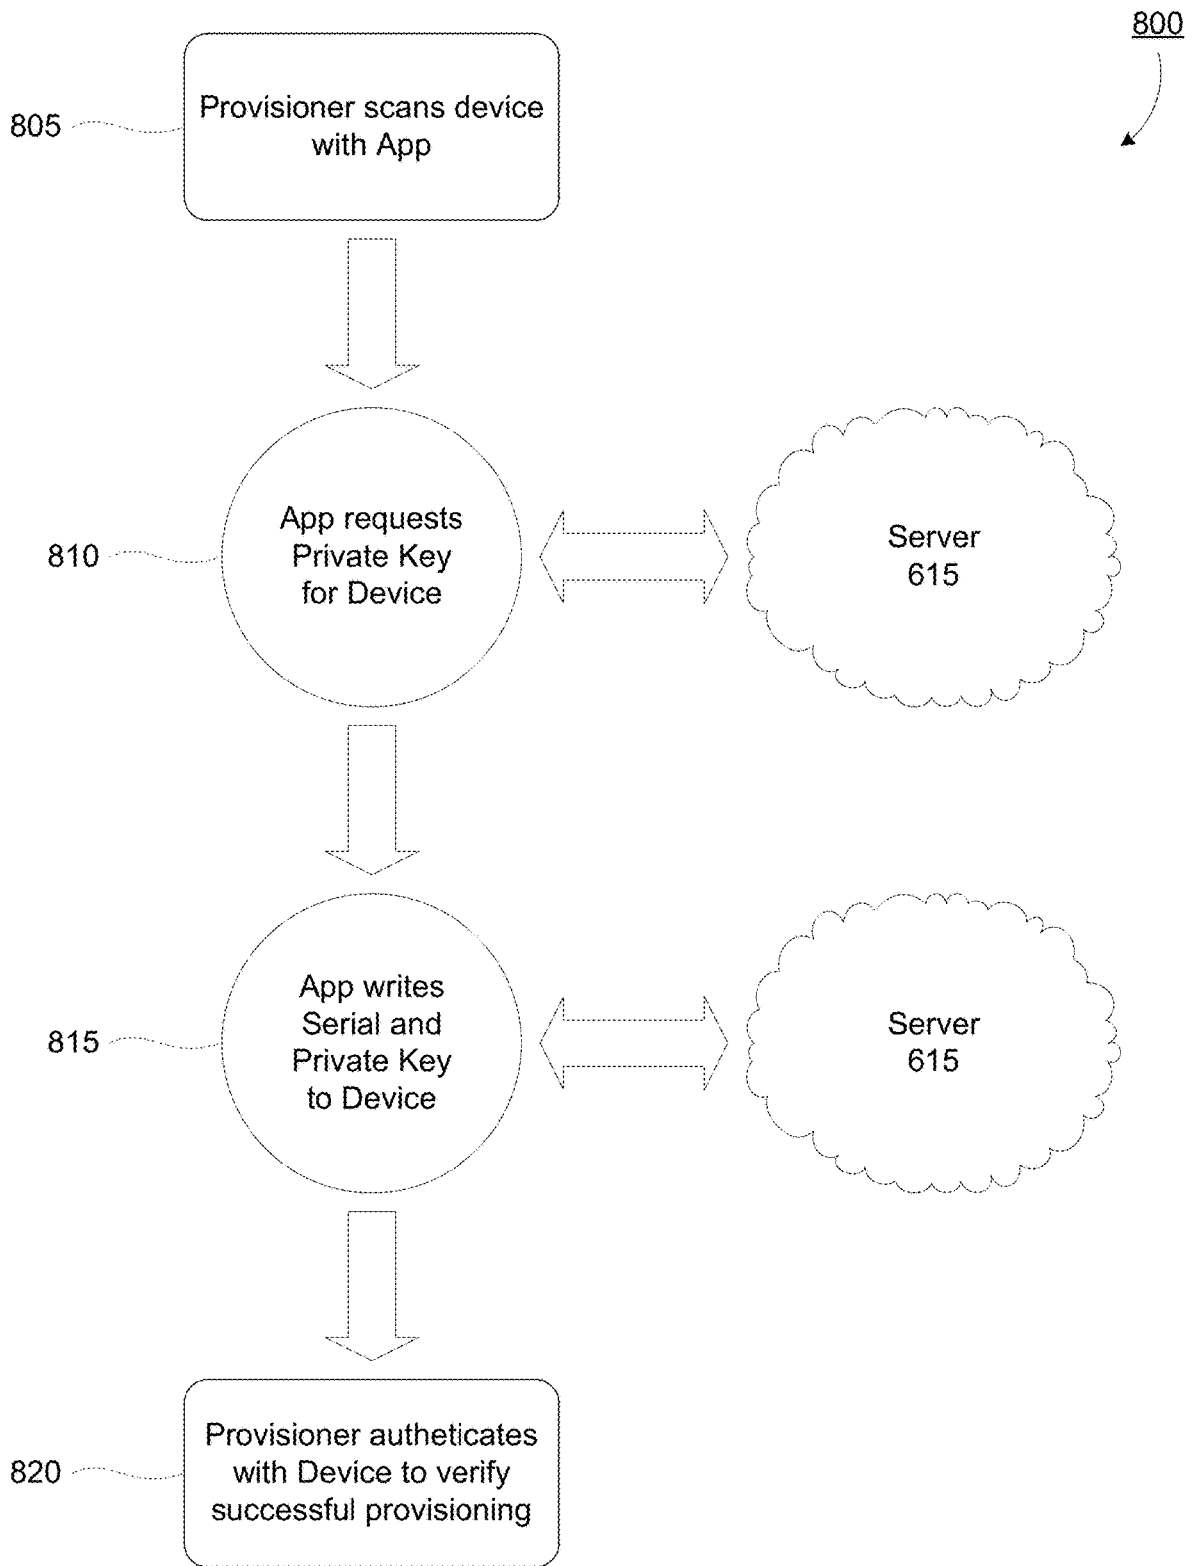 800
805
Provisioner scans device
with App
810
App requests
Private Key
for Device
Server
615
815
App writes
Serial and
Private Key
to Device
Server
615
820
Provisioner autheticates
with Device to verify
successful provisioning